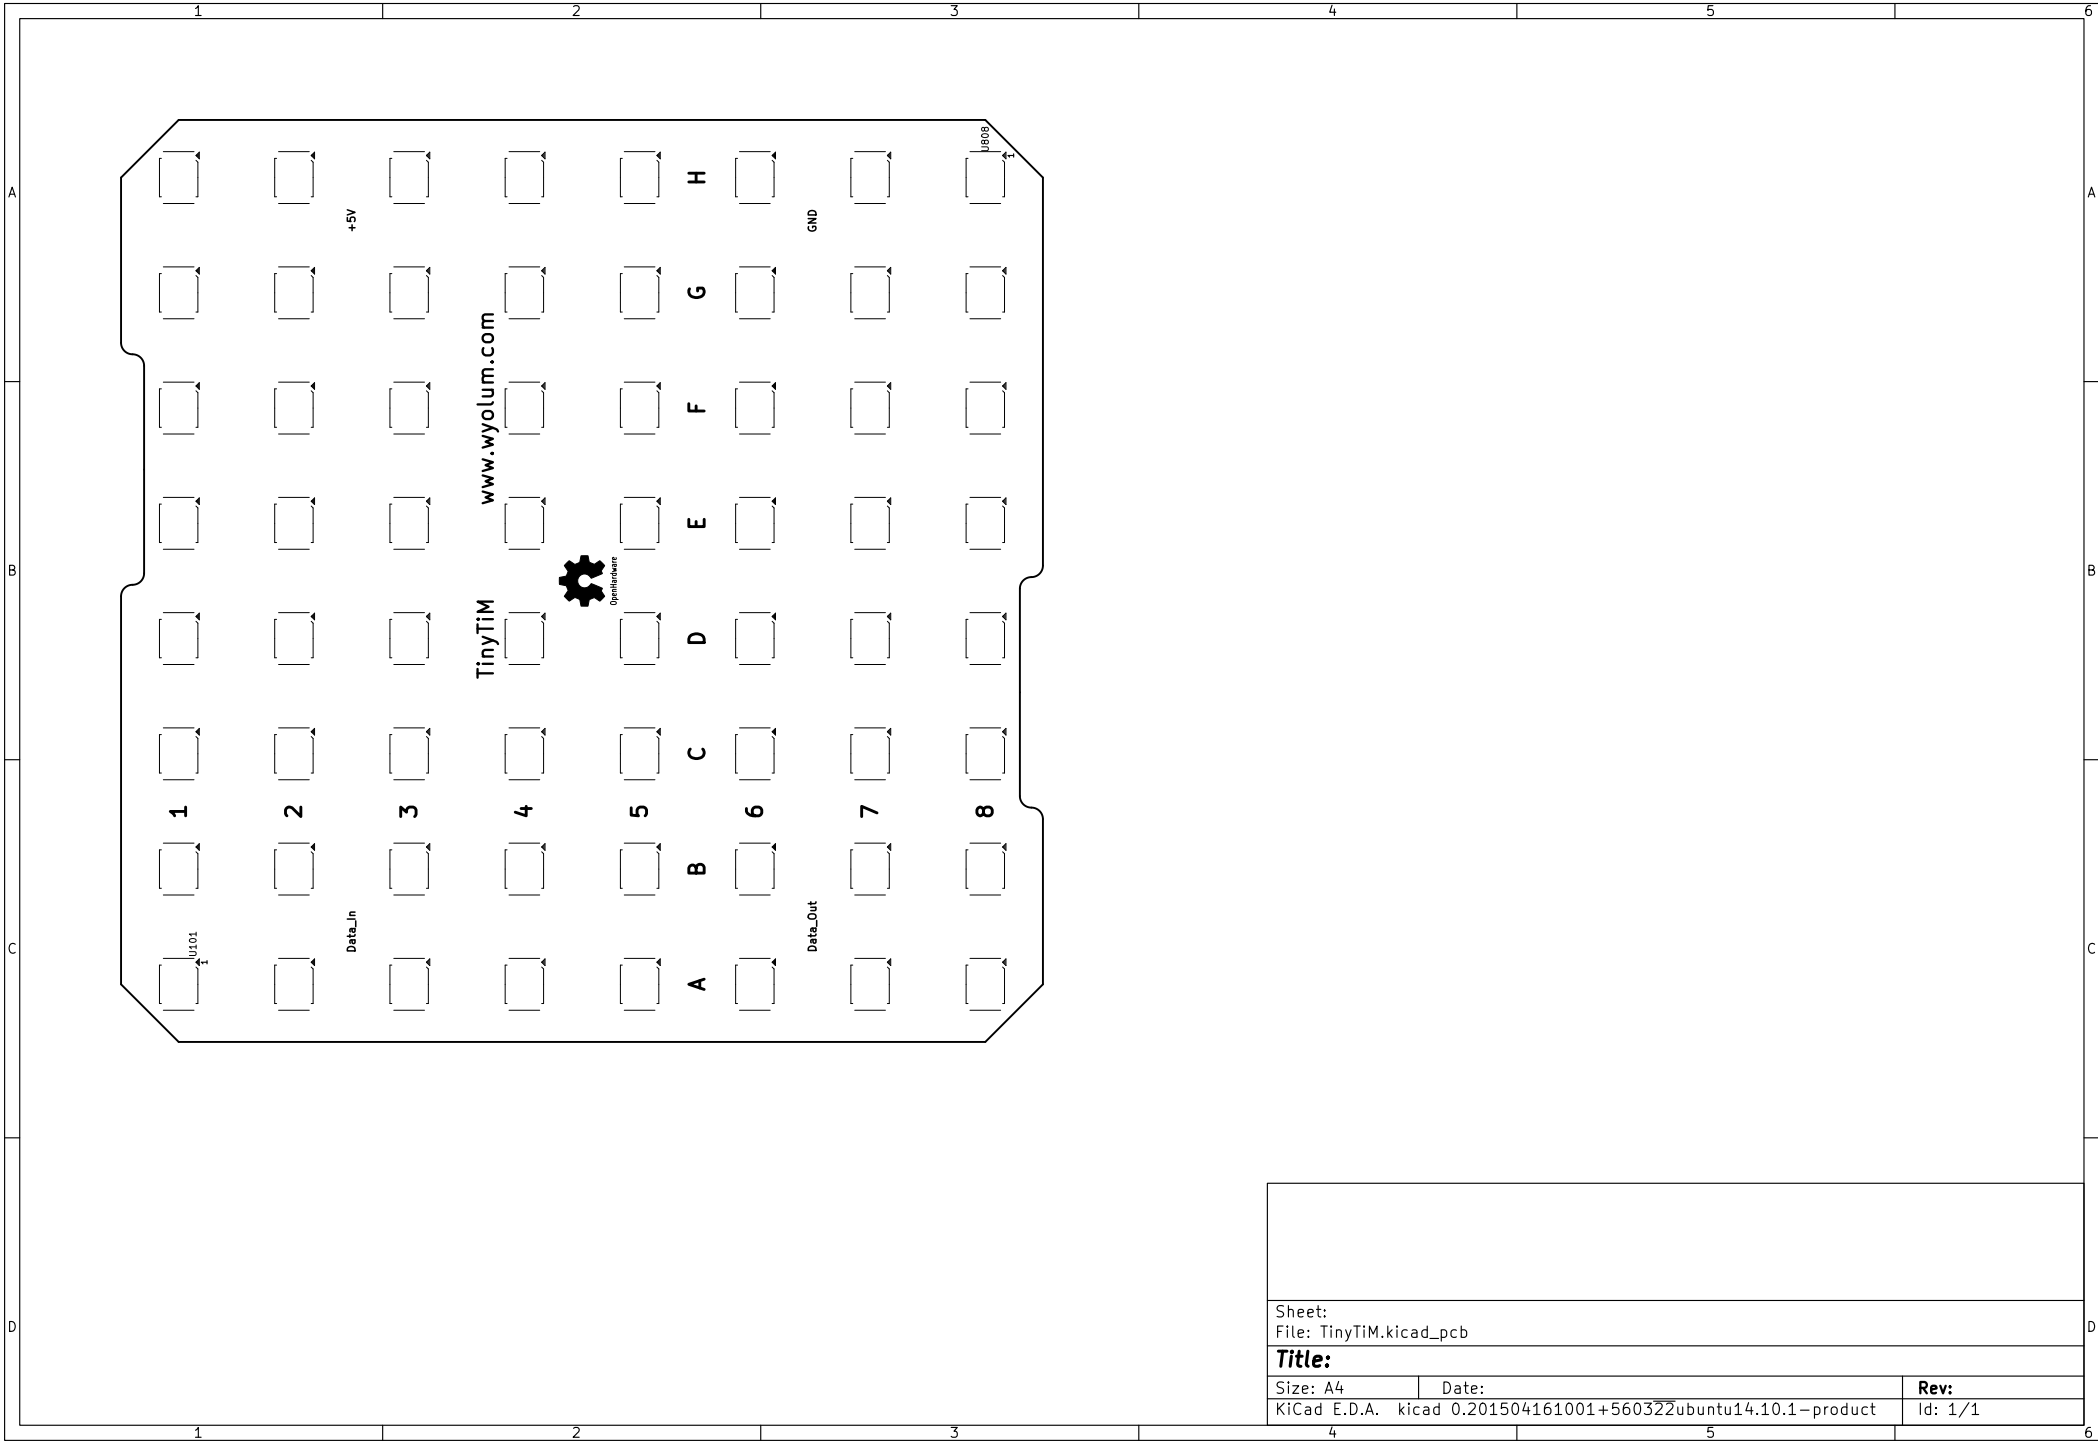 1 2 3 4 5 6
A
A
U808
1
H
+5V
GND
G
www.wyolum.com
F
E
B
B
OpenHardware
TinyTiM
D
C
1 2 3 4 5 6 7 8
B
Data_In
Data_Out
U101
1
C
C
A
D
D
Sheet:
File: TinyTiM.kicad_pcb
Title:
Size: A4 Date: Rev:
KiCad E.D.A. kicad 0.201504161001+560322ubuntu14.10.1-product Id: 1/1
1 2 3 4 5 6